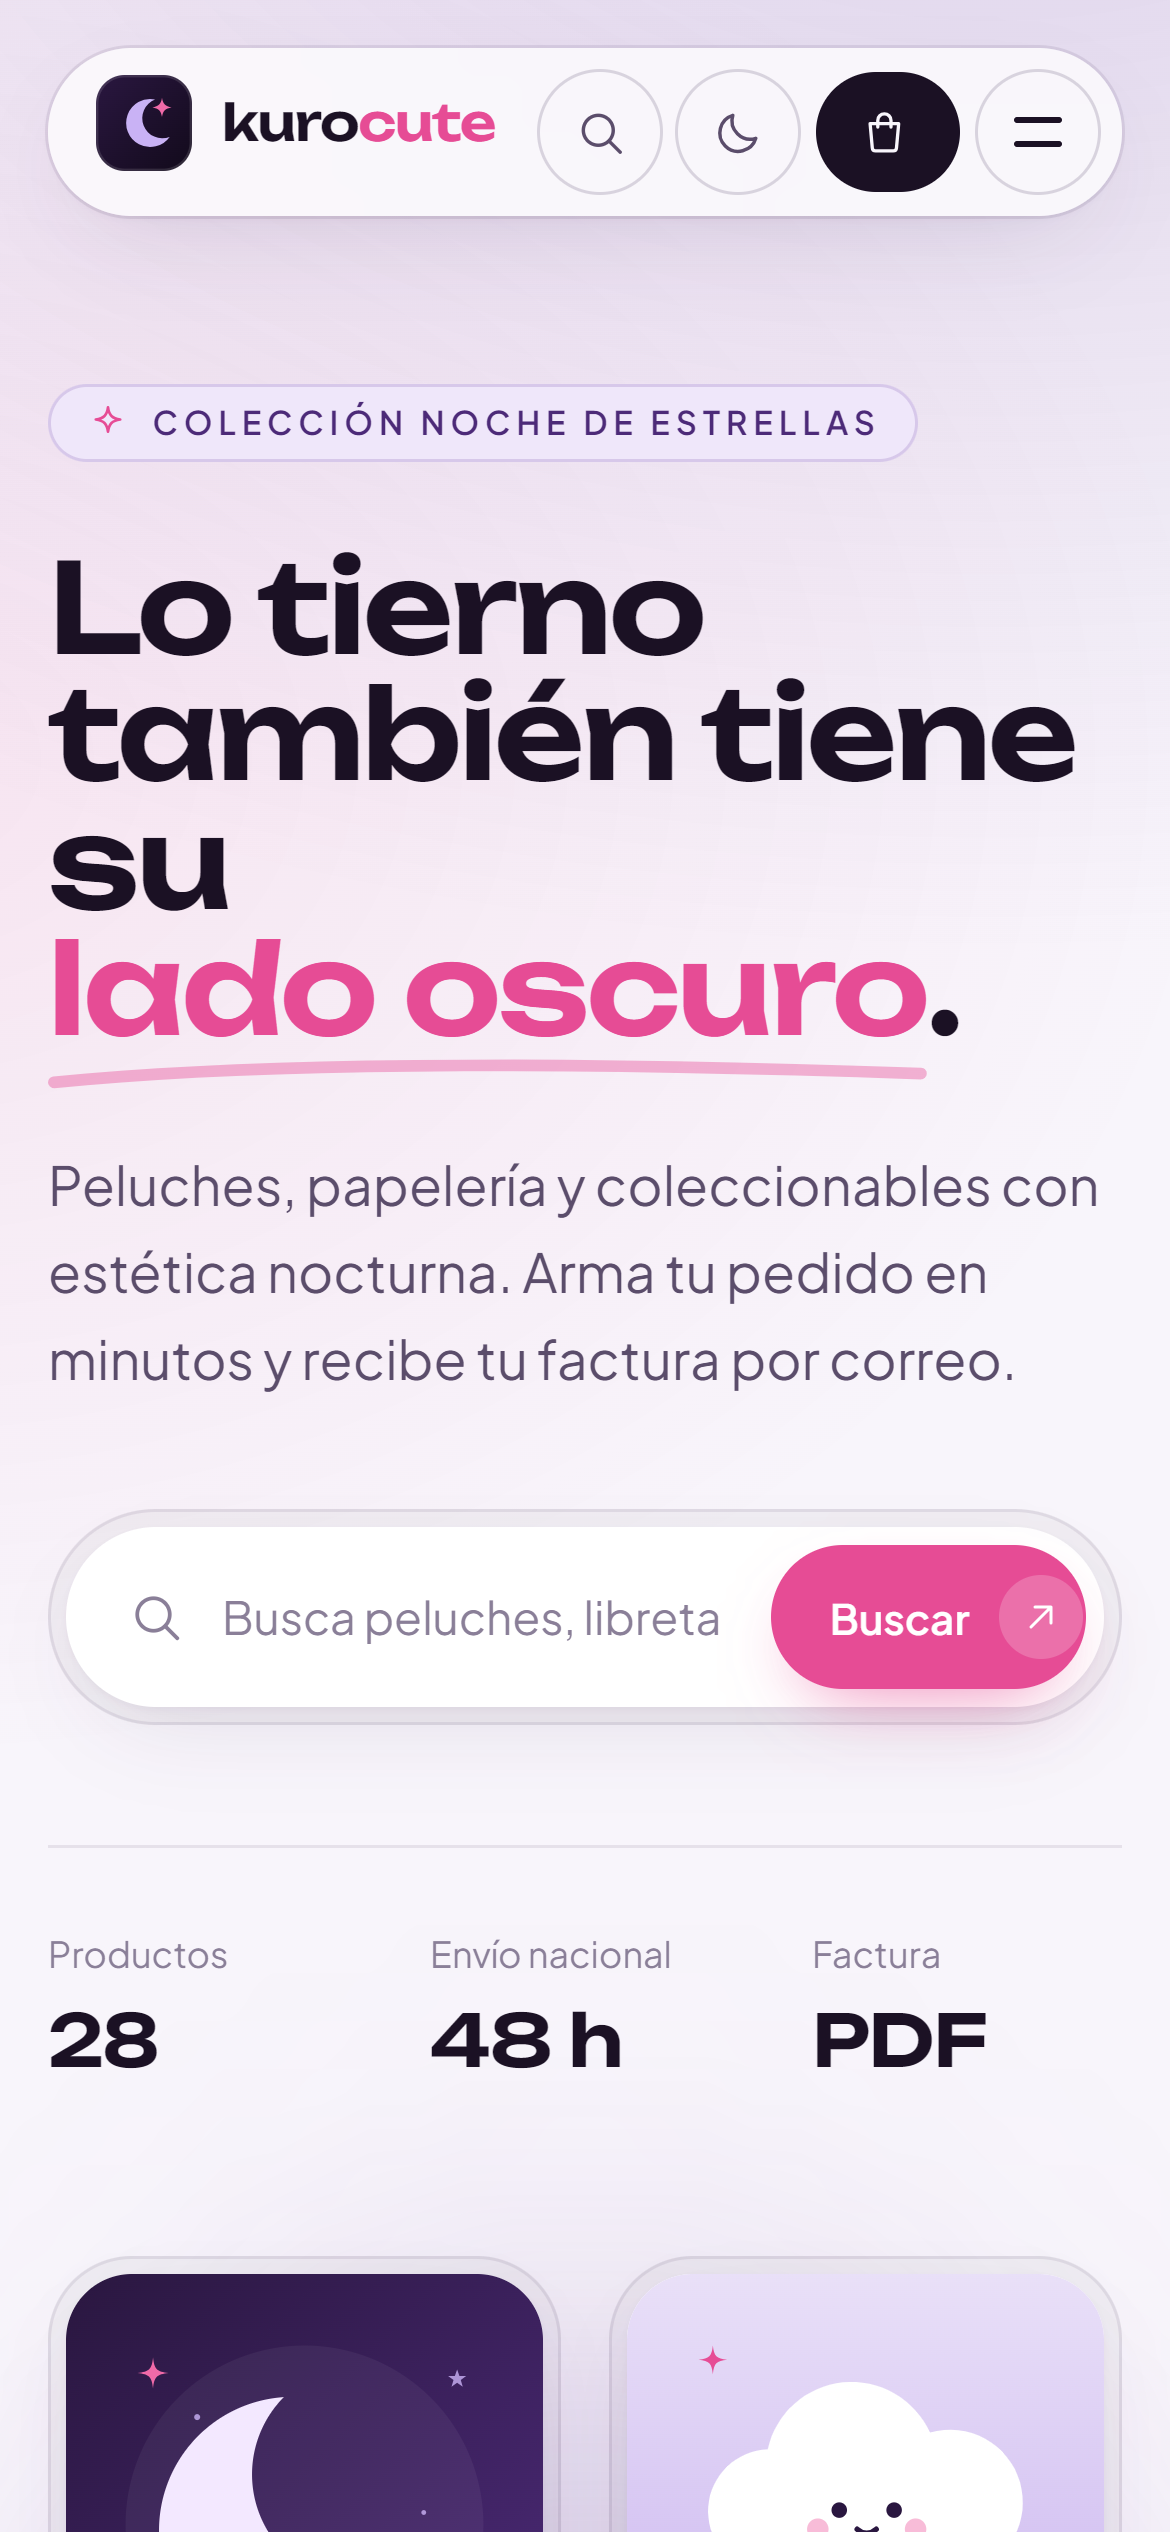 kurocute
COLECCIÓN NOCHE DE ESTRELLAS
Lo tierno
también tiene
su
lado oscuro.
Peluches, papelería y coleccionables con
estética nocturna. Arma tu pedido en
minutos y recibe tu factura por correo.
Busca peluches, libreta
Buscar
Productos
Envío nacional
Factura
28
48 h
PDF